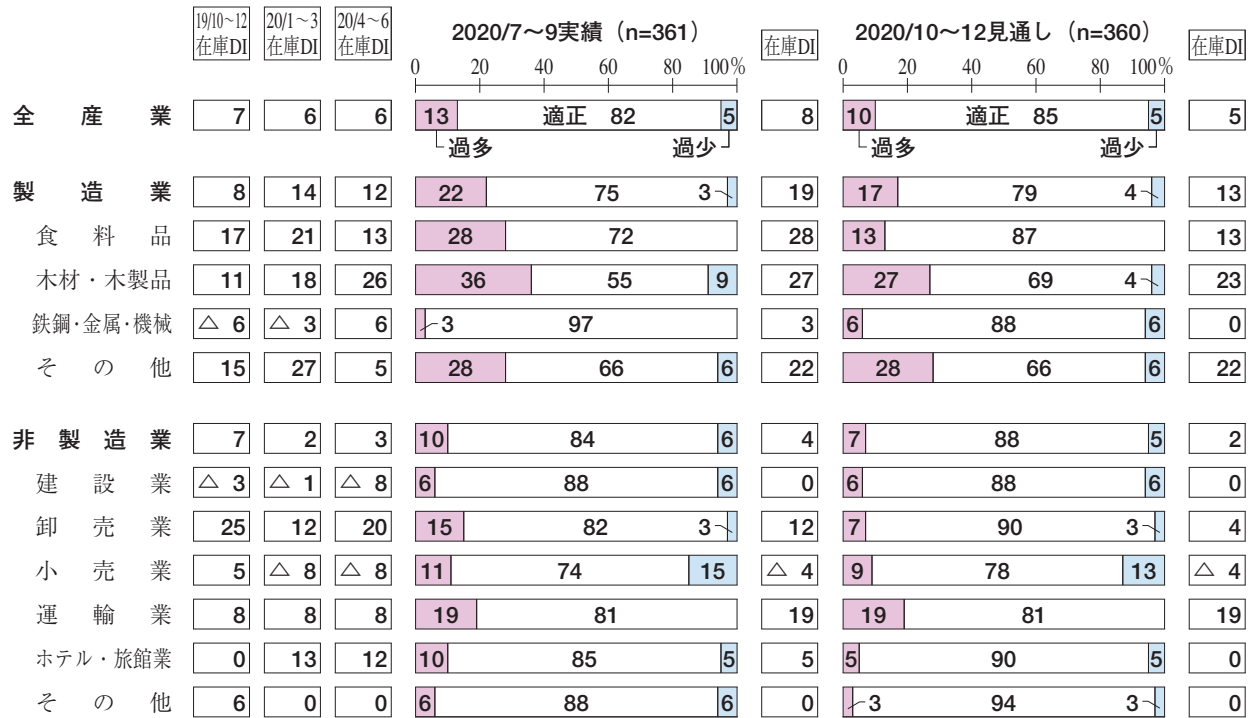 19/10～12 20/1～3 20/4～6 2020/7～9実績（n=361） 2020/10～12見通し（n=360）
在庫DI 在庫DI 在庫DI 在庫DI 在庫DI
0 20 40 60 80 100% 0 20 40 60 80 100%
全産業 7 6 6 13 適正 82 5 8 10 適正 85 5 5
過多 過少 過多 過少
製造業 8 14 12 22 75 3 19 17 79 4 13
食料品 17 21 13 28 72 28 13 87 13
木材・木製品 11 18 26 36 55 9 27 27 69 4 23
鉄鋼・金属・機械 △6 △3 6 3 97 3 6 88 6 0
その他 15 27 5 28 66 6 22 28 66 6 22
非製造業 7 2 3 10 84 6 4 7 88 5 2
建設業 △3 △1 △8 6 88 6 0 6 88 6 0
卸売業 25 12 20 15 82 3 12 7 90 3 4
小売業 5 △8 △8 11 74 15 △4 9 78 13 △4
運輸業 8 8 8 19 81 19 19 81 19
ホテル・旅館業 0 13 12 10 85 5 5 5 90 5 0
その他 6 0 0 6 88 6 0 3 94 3 0